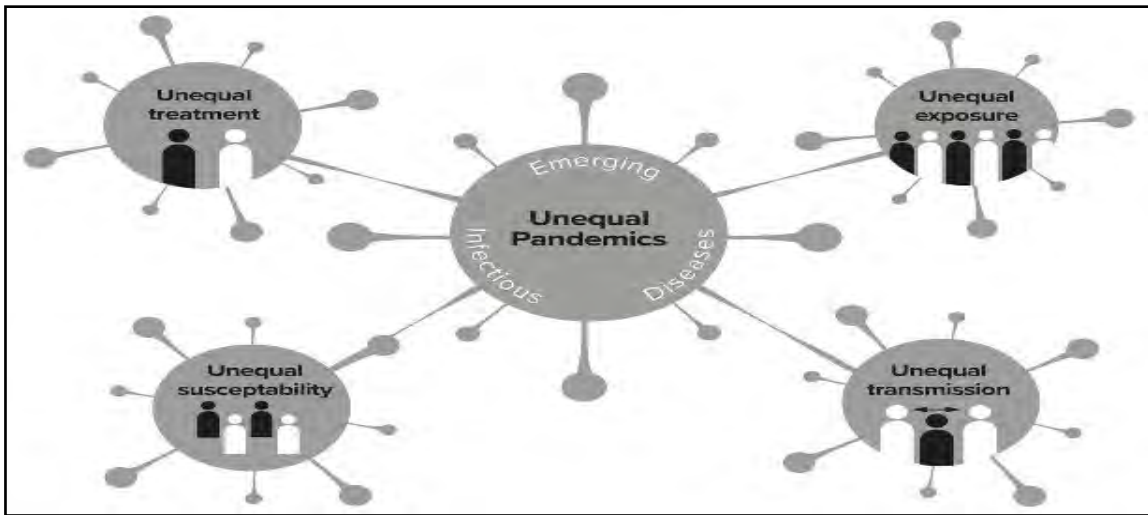 Unequal
treatment
Unequal
exposure
Emerging
Infectious
Diseases
Unequal
Pandemics
Unequal
susceptability
Unequal
transmission